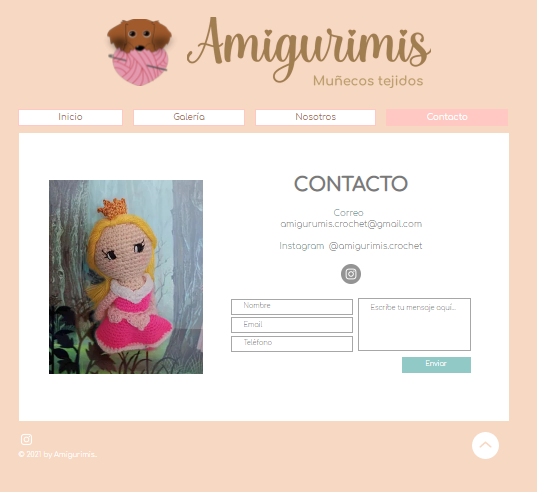 Amigurimis
Muñecos tejidos
Inicio
Galería
Nosotros
Contacto
CONTACTO
Correo
amigurumis.crochet@gmail.com
Instagram @amigurimis.crochet
Nombre
Email
Teléfono
Escribe tu mensaje aquí...
Enviar
© 2021 by Amigurimis.